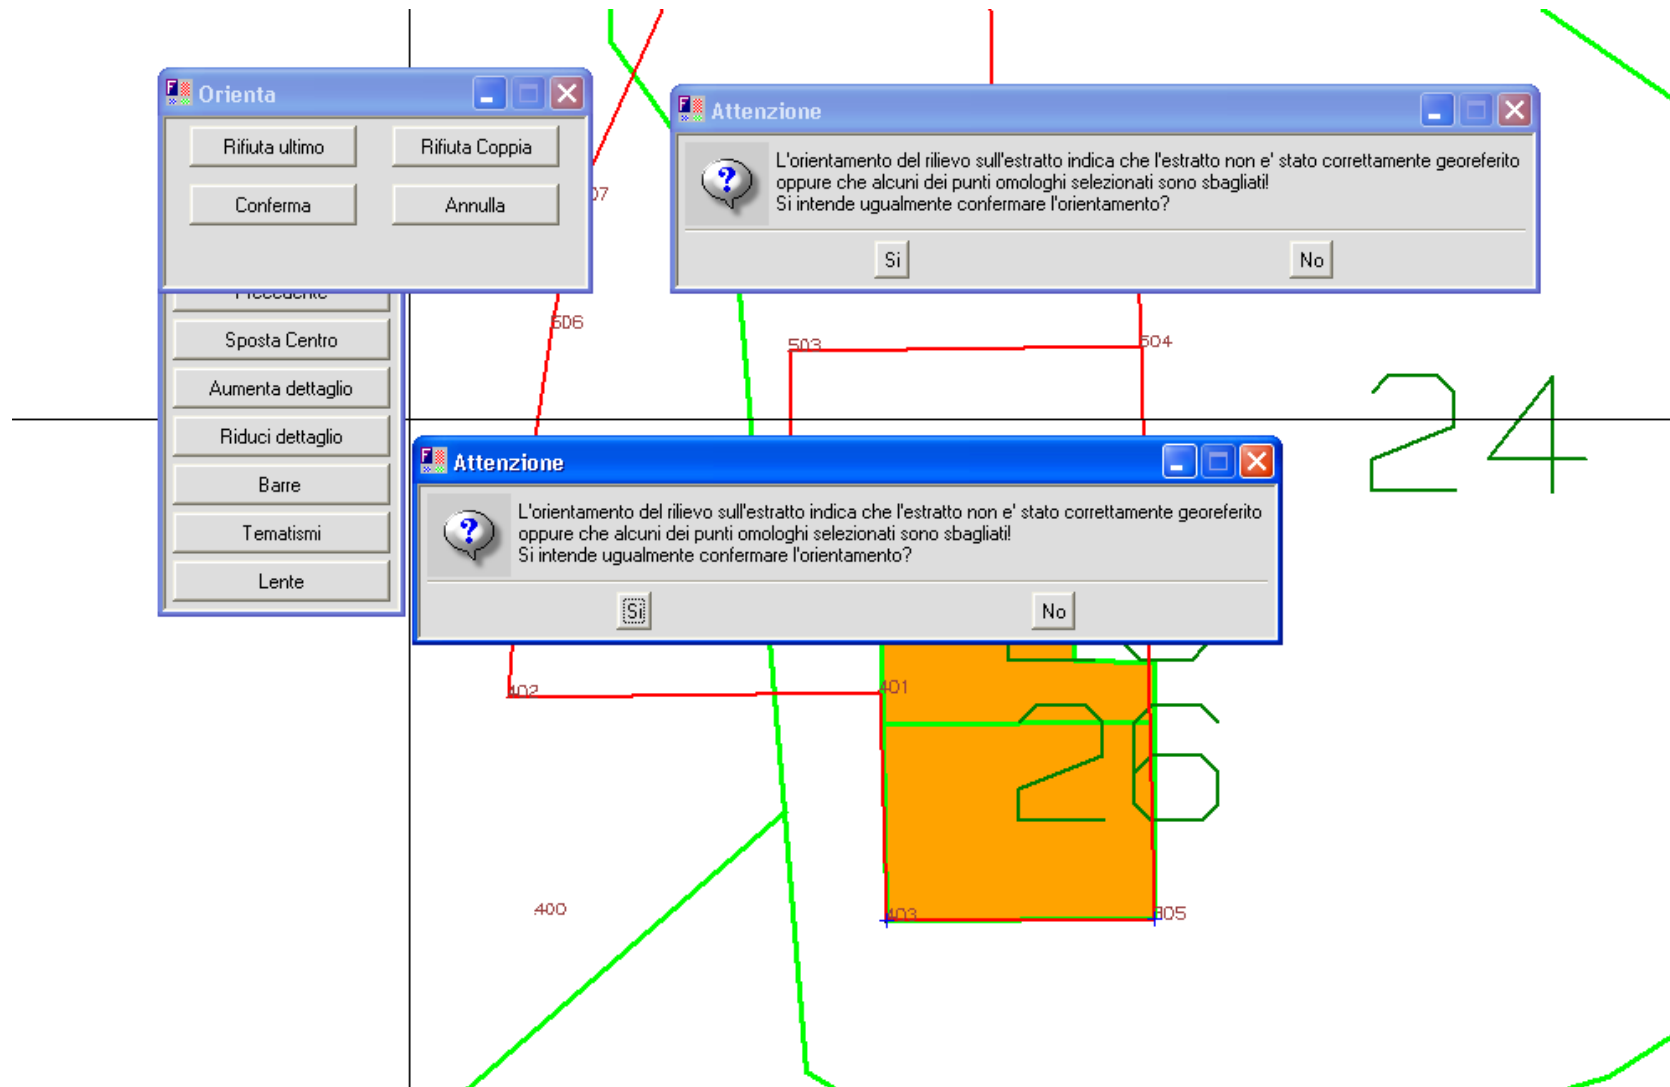 Orienta
Rifiuta ultimo
Rifiuta Coppia
Conferma
Annulla
Precedente
Sposta Centro
Aumenta dettaglio
Riduci dettaglio
Barre
Tematismi
Lente
Attenzione
L'orientamento del rilievo sull'estratto indica che l'estratto non e' stato correttamente georeferito
oppure che alcuni dei punti omologhi selezionati sono sbagliati!
Si intende ugualmente confermare l'orientamento?
Si
No
07
506
503
504
24
Attenzione
L'orientamento del rilievo sull'estratto indica che l'estratto non e' stato correttamente georeferito
oppure che alcuni dei punti omologhi selezionati sono sbagliati!
Si intende ugualmente confermare l'orientamento?
Si
No
402
401
26
400
403